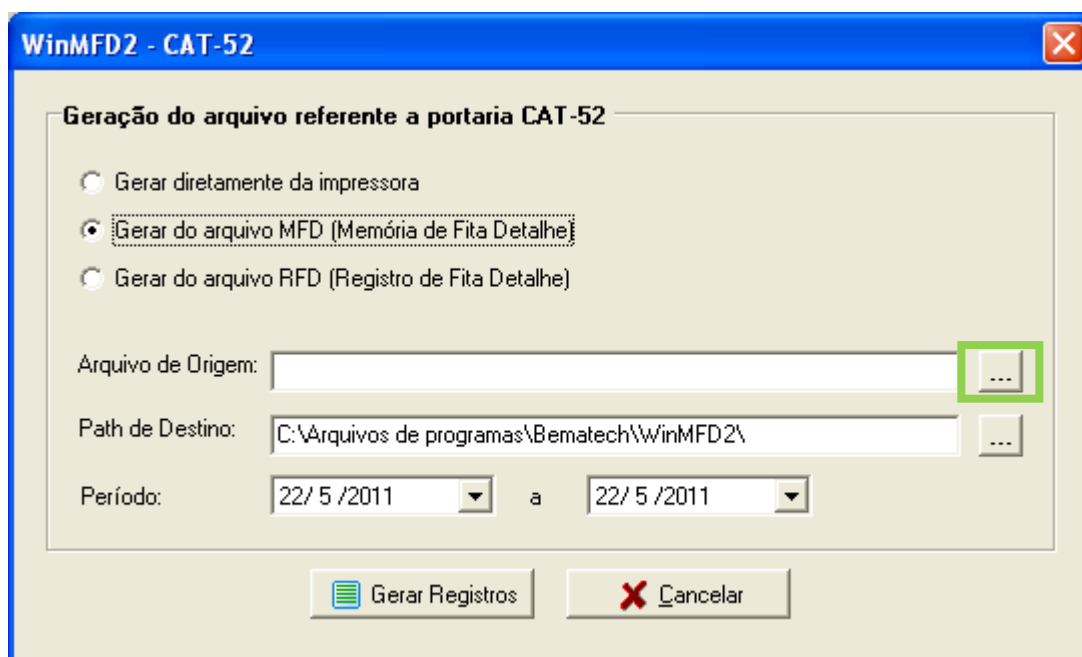 WinMFD2 - CAT-52
Geração do arquivo referente a portaria CAT-52
Gerar diretamente da impressora
Gerar do arquivo MFD (Memória de Fita Detalhe)
Gerar do arquivo RFD (Registro de Fita Detalhe)
Arquivo de Origem: ...
Path de Destino: C:\Arquivos de programas\Bematech\WinMFD2\ ...
Período: 22/ 5 /2011 a 22/ 5 /2011
Gerar Registros Cancelar